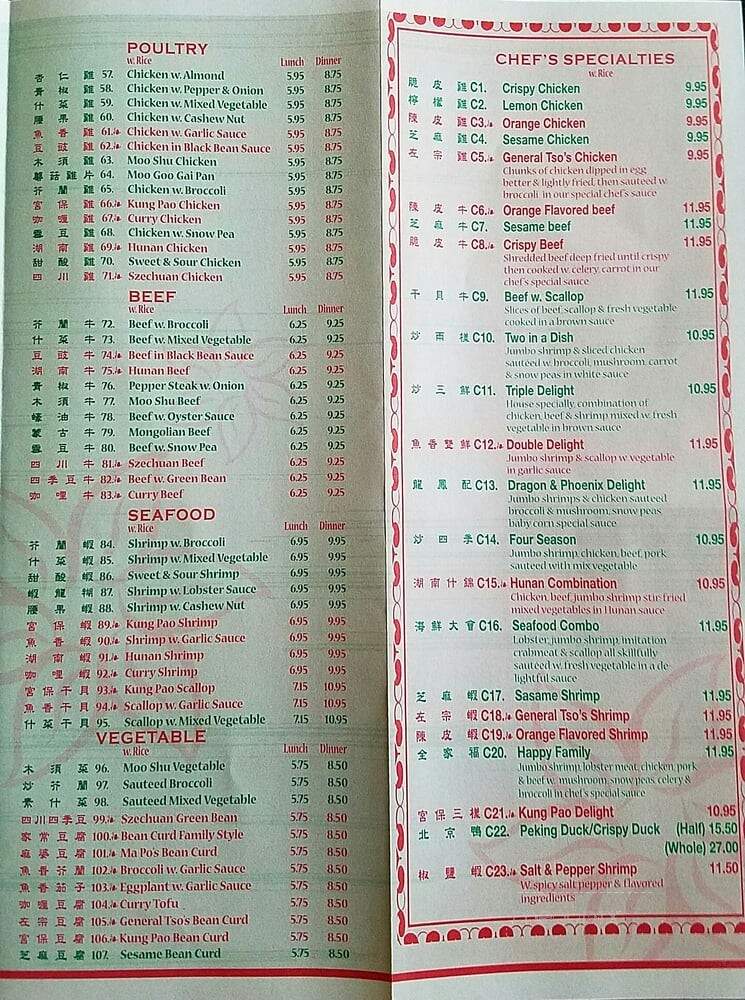 POULTRY
w. Rice Lunch Dinner
杏仁雞 57. Chicken w. Almond 5.95 8.75
青椒雞 58. Chicken w. Pepper & Onion 5.95 8.75
什菜雞 59. Chicken w. Mixed Vegetable 5.95 8.75
腰果雞 60. Chicken w. Cashew Nut 5.95 8.75
魚香雞 61. Chicken w. Garlic Sauce 5.95 8.75
豆豉雞 62. Chicken in Black Bean Sauce 5.95 8.75
木須雞 63. Moo Shu Chicken 5.95 8.75
蘑菇雞片 64. Moo Goo Gai Pan 5.95 8.75
芥蘭雞 65. Chicken w. Broccoli 5.95 8.75
宮保雞 66. Kung Pao Chicken 5.95 8.75
咖喱雞 67. Curry Chicken 5.95 8.75
雪豆雞 68. Chicken w. Snow Pea 5.95 8.75
湖南雞 69. Hunan Chicken 5.95 8.75
甜酸雞 70. Sweet & Sour Chicken 5.95 8.75
四川雞 71. Szechuan Chicken 5.95 8.75
BEEF
w. Rice Lunch Dinner
芥蘭牛 72. Beef w. Broccoli 6.25 9.25
什菜牛 73. Beef w. Mixed Vegetable 6.25 9.25
豆豉牛 74. Beef in Black Bean Sauce 6.25 9.25
湖南牛 75. Hunan Beef 6.25 9.25
青椒牛 76. Pepper Steak w. Onion 6.25 9.25
木須牛 77. Moo Shu Beef 6.25 9.25
蠔油牛 78. Beef w. Oyster Sauce 6.25 9.25
蒙古牛 79. Mongolian Beef 6.25 9.25
雪豆牛 80. Beef w. Snow Pea 6.25 9.25
四川牛 81. Szechuan Beef 6.25 9.25
四季豆牛 82. Beef w. Green Bean 6.25 9.25
咖喱牛 83. Curry Beef 6.25 9.25
SEAFOOD
w. Rice Lunch Dinner
芥蘭蝦 84. Shrimp w. Broccoli 6.95 9.95
什菜蝦 85. Shrimp w. Mixed Vegetable 6.95 9.95
甜酸蝦 86. Sweet & Sour Shrimp 6.95 9.95
蝦龍糊 87. Shrimp w. Lobster Sauce 6.95 9.95
腰果蝦 88. Shrimp w. Cashew Nut 6.95 9.95
宮保蝦 89. Kung Pao Shrimp 6.95 9.95
魚香蝦 90. Shrimp w. Garlic Sauce 6.95 9.95
湖南蝦 91. Hunan Shrimp 6.95 9.95
咖喱蝦 92. Curry Shrimp 6.95 9.95
宮保干貝 93. Kung Pao Scallop 7.15 10.95
魚香干貝 94. Scallop w. Garlic Sauce 7.15 10.95
什菜干貝 95. Scallop w. Mixed Vegetable 7.15 10.95
VEGETABLE
w. Rice Lunch Dinner
木須菜 96. Moo Shu Vegetable 5.75 8.50
炒芥蘭 97. Sauteed Broccoli 5.75 8.50
素什菜 98. Sauteed Mixed Vegetable 5.75 8.50
四川四季豆 99. Szechuan Green Bean 5.75 8.50
家常豆腐 100. Bean Curd Family Style 5.75 8.50
麻婆豆腐 101. Ma Po's Bean Curd 5.75 8.50
魚香芥蘭 102. Broccoli w. Garlic Sauce 5.75 8.50
魚香茄子 103. Eggplant w. Garlic Sauce 5.75 8.50
咖喱豆腐 104. Curry Tofu 5.75 8.50
左宗豆腐 105. General Tso's Bean Curd 5.75 8.50
宮保豆腐 106. Kung Pao Bean Curd 5.75 8.50
芝麻豆腐 107. Sesame Bean Curd 5.75 8.50
CHEF'S SPECIALTIES
w. Rice
脆皮雞 C1. Crispy Chicken 9.95
檸檬雞 C2. Lemon Chicken 9.95
陳皮雞 C3. Orange Chicken 9.95
芝麻雞 C4. Sesame Chicken 9.95
左宗雞 C5. General Tso's Chicken 9.95
Chunks of chicken dipped in egg
better & lightly fried, then sauteed w.
broccoli in our special chef's sauce
陳皮牛 C6. Orange Flavored beef 11.95
芝麻牛 C7. Sesame beef 11.95
脆皮牛 C8. Crispy Beef 11.95
Shredded beef deep fried until crispy
then cooked w. celery, carrot in our
chef's special sauce
干貝牛 C9. Beef w. Scallop 11.95
Slices of beef, scallop & fresh vegetable
cooked in a brown sauce
炒兩樣 C10. Two in a Dish 10.95
Jumbo shrimp & sliced chicken
sauteed w. broccoli, mushroom, carrot
& snow peas in white sauce
炒三鮮 C11. Triple Delight 10.95
House specially, combination of
chicken, beef & shrimp mixed w. fresh
vegetable in brown sauce
魚香雙鮮 C12. Double Delight 11.95
Jumbo shrimp & scallop w. vegetable
in garlic sauce
龍鳳配 C13. Dragon & Phoenix Delight 11.95
Jumbo shrimps & chicken sauteed
broccoli & mushroom, snow peas,
baby corn special sauce
炒四季 C14. Four Season 10.95
Jumbo shrimp, chicken, beef, pork
sauteed with mix vegetable
湖南什錦 C15. Hunan Combination 10.95
Chicken, beef, jumbo shrimp stir fried
mixed vegetables in Hunan sauce
海鮮大會 C16. Seafood Combo 11.95
Lobster, jumbo shrimp, imitation
crabmeat & scallop all skillfully
sauteed w. fresh vegetable in a de
lightful sauce
芝麻蝦 C17. Sasame Shrimp 11.95
左宗蝦 C18. General Tso's Shrimp 11.95
陳皮蝦 C19. Orange Flavored Shrimp 11.95
全家福 C20. Happy Family 11.95
Jumbo shrimp, lobster meat, chicken, pork
& beef w. mushroom, snow peas, celery &
broccoli in chef's special sauce
宮保三樣 C21. Kung Pao Delight 10.95
北京鴨 C22. Peking Duck/Crispy Duck (Half) 15.50
(Whole) 27.00
椒鹽蝦 C23. Salt & Pepper Shrimp 11.50
W. spicy salt pepper & flavored
ingredients